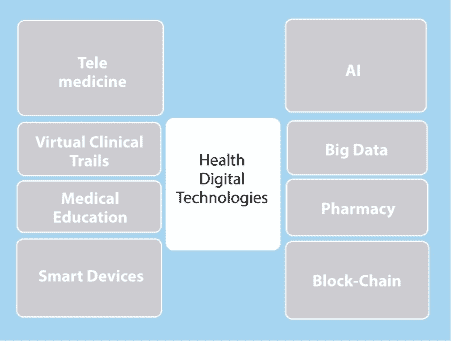 Tele
medicine
Virtual Clinical
Trails
Medical
Education
Smart Devices
Health
Digital
Technologies
AI
Big Data
Pharmacy
Block-Chain